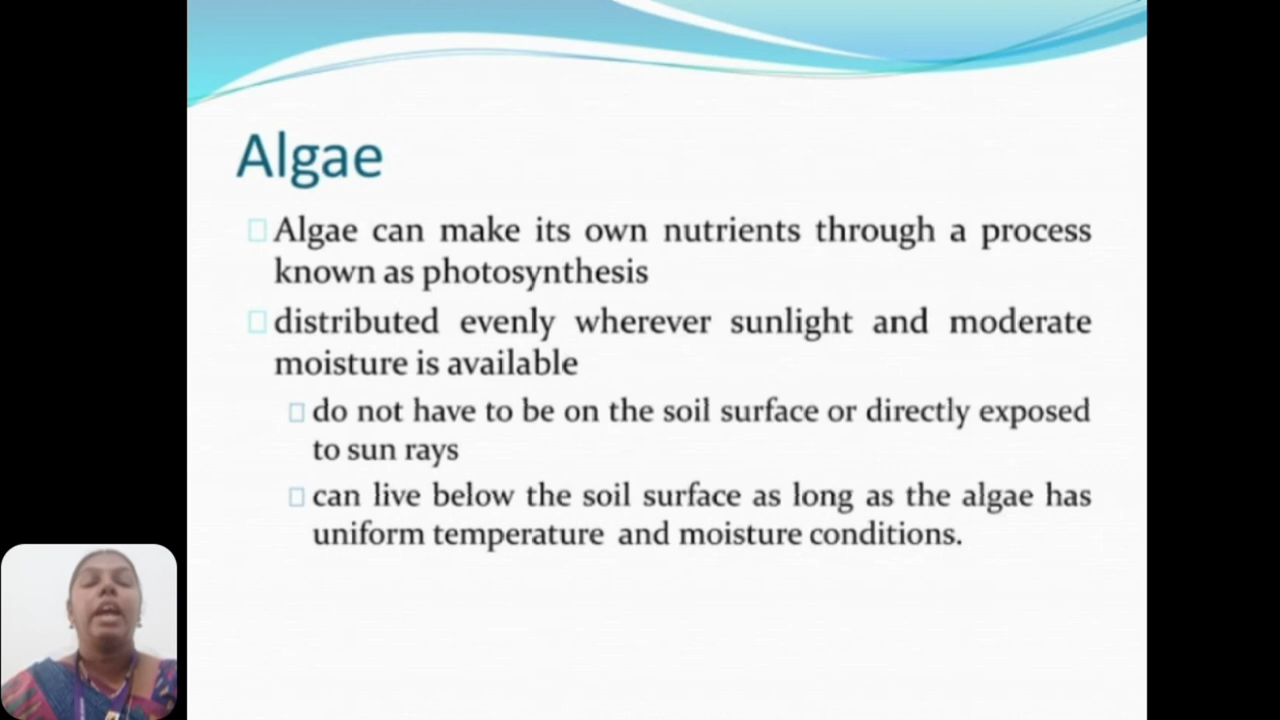 Algae
Algae can make its own nutrients through a process
known as photosynthesis
distributed evenly wherever sunlight and moderate
moisture is available
do not have to be on the soil surface or directly exposed
to sun rays
can live below the soil surface as long as the algae has
uniform temperature and moisture conditions.